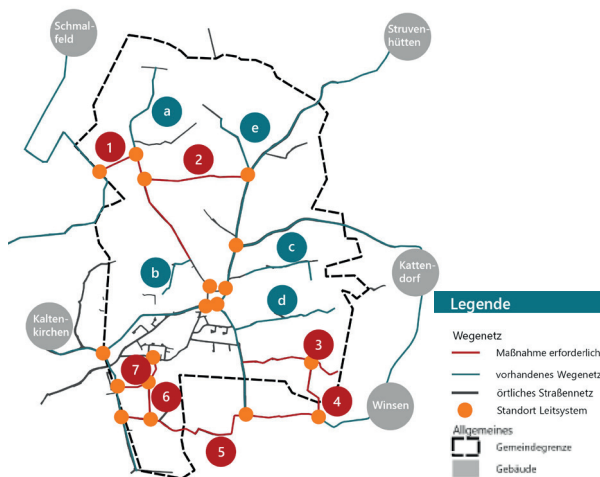 Schmal-
feld
Struven-
hütten
a
e
1
2
c
b
Katten-
dorf
d
Kalten-
kirchen
3
7
6
4
Winsen
5
Legende
Wegenetz
Maßnahme erforderlich
vorhandenes Wegenetz
örtliches Straßennetz
Standort Leitsystem
Allgemeines
Gemeindegrenze
Gebäude